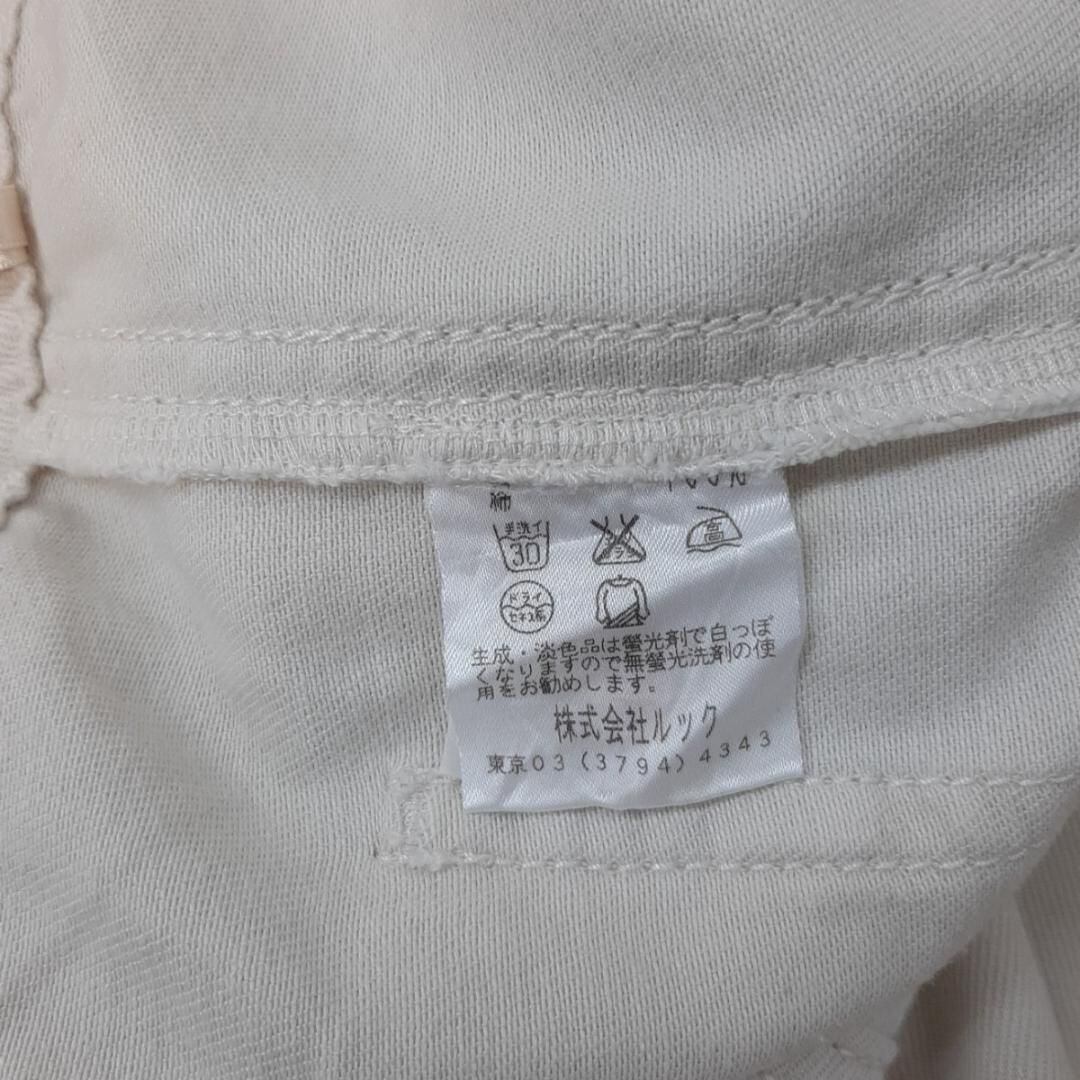 綿 100%
手洗イ 30
高
ドライ セキユ系
生成・淡色品は螢光剤で白っぽ
くなりますので無螢光洗剤の使
用をお勧めします。
株式会社ルック
東京03(3794)4343